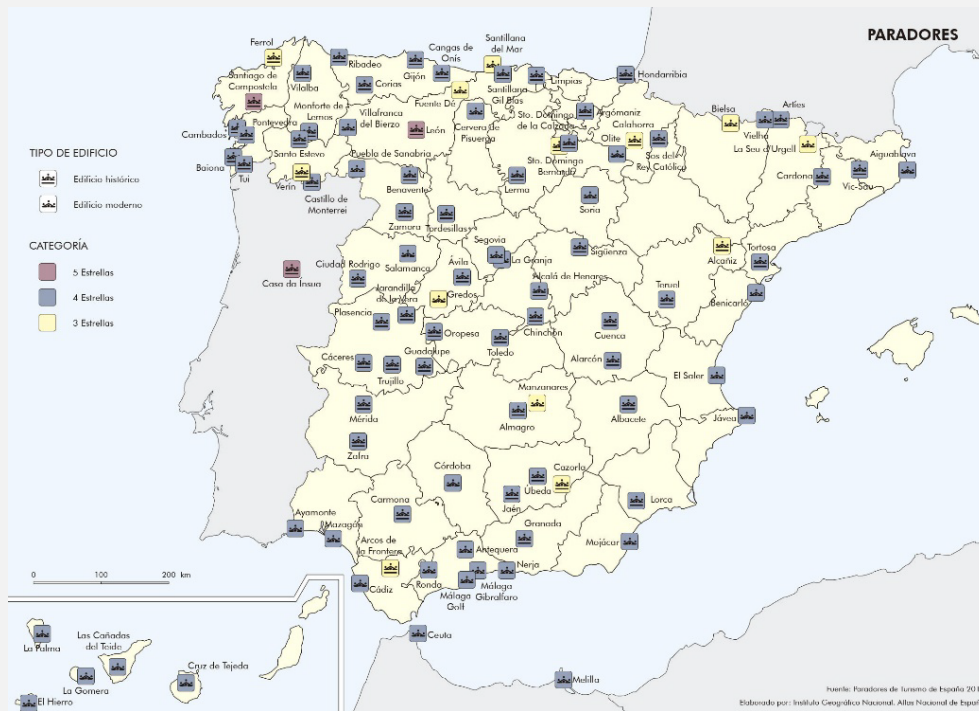 PARADORES
TIPO DE EDIFICIO
Edificio histórico
Edificio moderno
CATEGORÍA
5 Estrellas
4 Estrellas
3 Estrellas
Ferrol
Ribadeo
Cangas de
Onís
Gijón
Santillana
del Mar
Santillana
Gil Blas
Limpias
Hondarribia
Santiago de
Compostela
Vilalba
Corias
Fuente Dé
Bielsa
Artíes
Vielha
La Seu d'Urgell
Aiguablava
Monforte de
Lemos
Villafranca
del Bierzo
León
Cervera de
Pisuerga
Sto. Domingo
de la Calzada
Argómaniz
Calahorra
Olite
Sos del
Rey Católico
Cardona
Vic-Sau
Cambados
Pontevedra
Santo Estevo
Puebla de Sanabria
Sto. Domingo
Bernardo
Baiona
Tui
Verín
Castillo de
Monterrei
Benavente
Lerma
Soria
Zamora
Tordesillas
Segovia
La Granja
Sigüenza
Alcañiz
Tortosa
Casa da Insua
Ciudad Rodrigo
Salamanca
Ávila
Alcalá de Henares
Teruel
Benicarló
Jarandilla
de la Vera
Gredos
Plasencia
Oropesa
Toledo
Chinchón
Cuenca
Cáceres
Trujillo
Guadalupe
Alarcón
El Saler
Manzanares
Mérida
Almagro
Albacete
Jávea
Zafra
Córdoba
Cazorla
Úbeda
Jaén
Lorca
Carmona
Granada
Mojácar
Ayamonte
Mazagón
Arcos de
la Frontera
Antequera
Nerja
Cádiz
Ronda
Málaga
Golf
Málaga
Gibralfaro
Ceuta
Melilla
0 100 200 km
La Palma
Las Cañadas
del Teide
La Gomera
Cruz de Tejeda
El Hierro
Fuente: Paradores de Turismo de España
Elaborado por: Instituto Geográfico Nacional. Atlas Nacional de